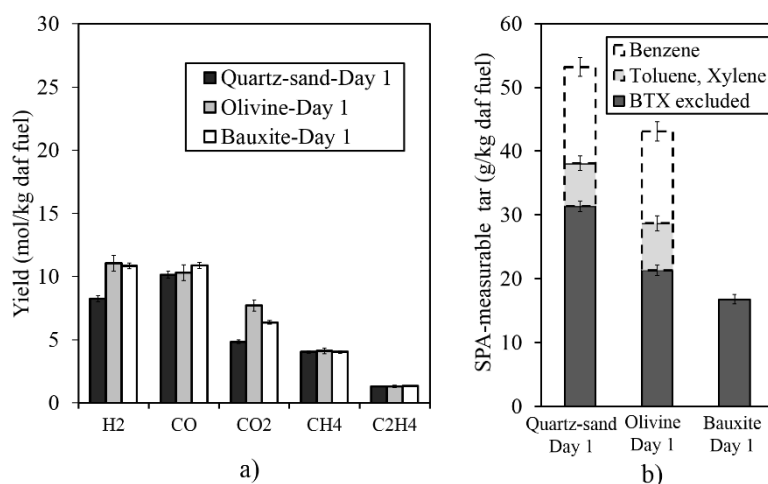 30
25
20
15
10
5
0
Yield (mol/kg daf fuel)
Quartz-sand-Day 1
Olivine-Day 1
Bauxite-Day 1
H2 CO CO2 CH4 C2H4
a)
60
50
40
30
20
10
0
SPA-measurable tar (g/kg daf fuel)
Benzene
Toluene, Xylene
BTX excluded
Quartz-sand Olivine Bauxite
Day 1 Day 1 Day 1
b)